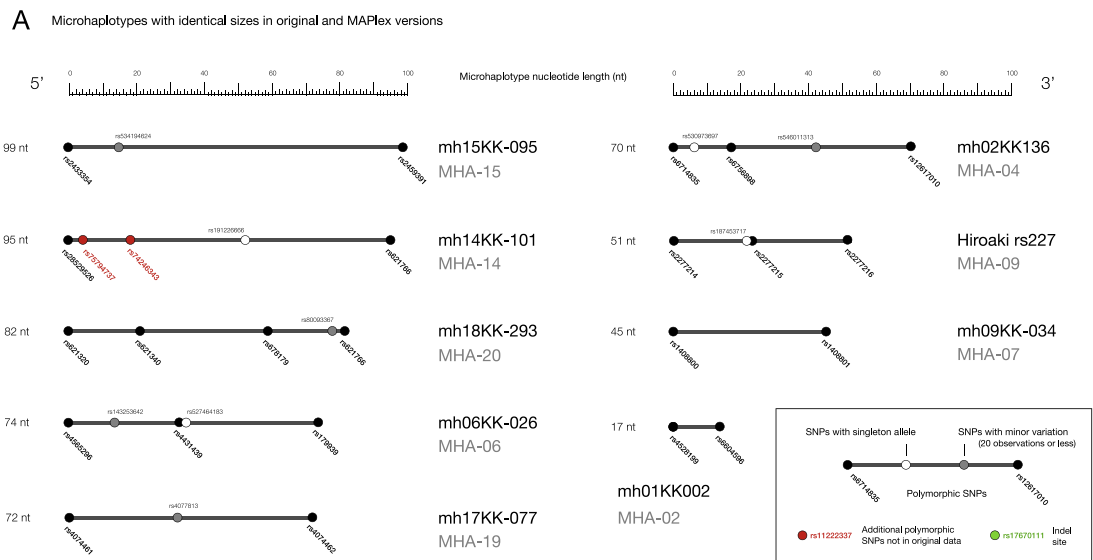 A Microhaplotypes with identical sizes in original and MAPlex versions
5’ 0 20 40 60 80 100 Microhaplotype nucleotide length (nt) 0 20 40 60 80 100 3’
99 nt
rs534194624
rs2433354
rs2459391
mh15KK-095
MHA-15
95 nt
rs191226666
rs28529526
rs75794737
rs74246343
rs621766
mh14KK-101
MHA-14
82 nt
rs80093367
rs621320
rs621340
rs678179
rs621766
mh18KK-293
MHA-20
74 nt
rs143253642
rs527464183
rs4565296
rs4431439
rs179939
mh06KK-026
MHA-06
72 nt
rs4077813
rs4074461
rs4074462
mh17KK-077
MHA-19
70 nt
rs530973697
rs546011313
rs6714835
rs6756898
rs12617010
mh02KK136
MHA-04
51 nt
rs187453717
rs2277214
rs2277215
rs2277216
Hiroaki rs227
MHA-09
45 nt
rs1408800
rs1408801
mh09KK-034
MHA-07
17 nt
rs4528199
rs6604596
mh01KK002
MHA-02
SNPs with singleton allele
SNPs with minor variation
(20 observations or less)
rs6714835
rs12617010
Polymorphic SNPs
rs11222337
Additional polymorphic
SNPs not in original data
rs17670111
Indel
site